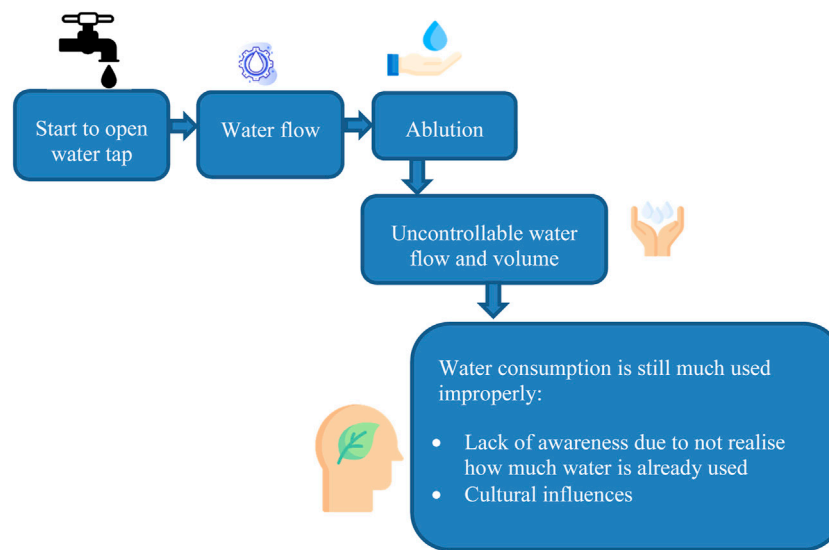 Start to open
water tap
Water flow
Ablution
Uncontrollable water
flow and volume
Water consumption is still much used
improperly:
• Lack of awareness due to not realise
how much water is already used
• Cultural influences